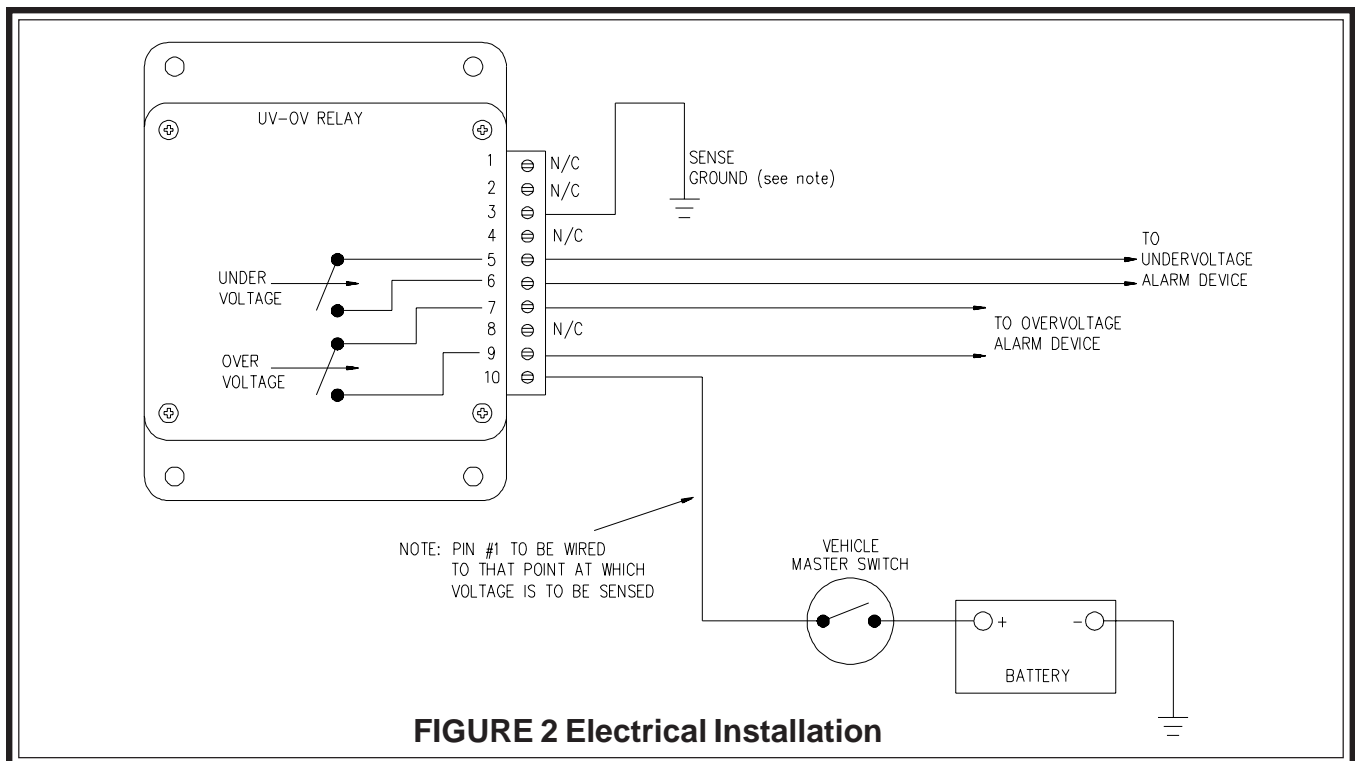 UV-OV RELAY
1
N/C
2
N/C
3
4
N/C
5
6
7
8
N/C
9
10
SENSE
GROUND (see note)
UNDER
VOLTAGE
OVER
VOLTAGE
TO
UNDERVOLTAGE
ALARM DEVICE
TO OVERVOLTAGE
ALARM DEVICE
NOTE: PIN #1 TO BE WIRED
TO THAT POINT AT WHICH
VOLTAGE IS TO BE SENSED
VEHICLE
MASTER SWITCH
+
-
BATTERY
FIGURE 2 Electrical Installation